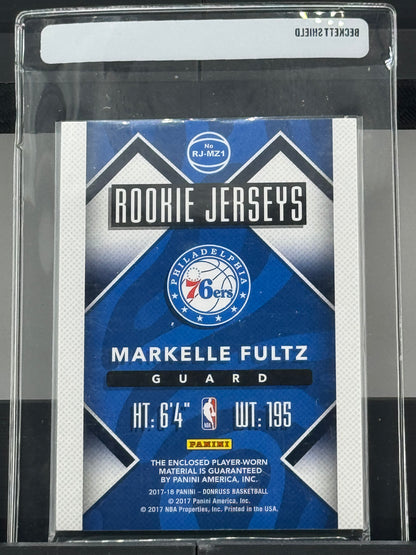 BECKETT SHIELD
No
RJ-MZ1
ROOKIE JERSEYS
PHILADELPHIA
76ers
MARKELLE FULTZ
GUARD
HT: 6'4" NBA WT: 195
PANINI
THE ENCLOSED PLAYER-WORN
MATERIAL IS GUARANTEED
BY PANINI AMERICA, INC.
2017-18 PANINI – DONRUSS BASKETBALL
© 2017 Panini America, Inc.
© 2017 NBA Properties, Inc. Printed in the USA.